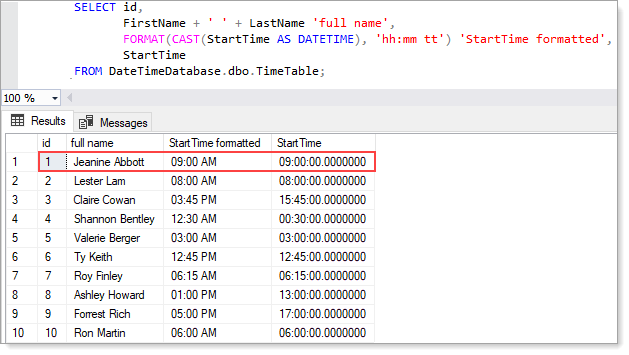 SELECT id,
FirstName + ' ' + LastName 'full name',
FORMAT(CAST(StartTime AS DATETIME), 'hh:mm tt') 'StartTime formatted',
StartTime
FROM DateTimeDatabase.dbo.TimeTable;
100 %
Results Messages
id full name StartTime formatted StartTime
1 1 Jeanine Abbott 09:00 AM 09:00:00.0000000
2 2 Lester Lam 08:00 AM 08:00:00.0000000
3 3 Claire Cowan 03:45 PM 15:45:00.0000000
4 4 Shannon Bentley 12:30 AM 00:30:00.0000000
5 5 Valerie Berger 03:00 AM 03:00:00.0000000
6 6 Ty Keith 12:45 PM 12:45:00.0000000
7 7 Roy Finley 06:15 AM 06:15:00.0000000
8 8 Ashley Howard 01:00 PM 13:00:00.0000000
9 9 Forrest Rich 05:00 PM 17:00:00.0000000
10 10 Ron Martin 06:00 AM 06:00:00.0000000